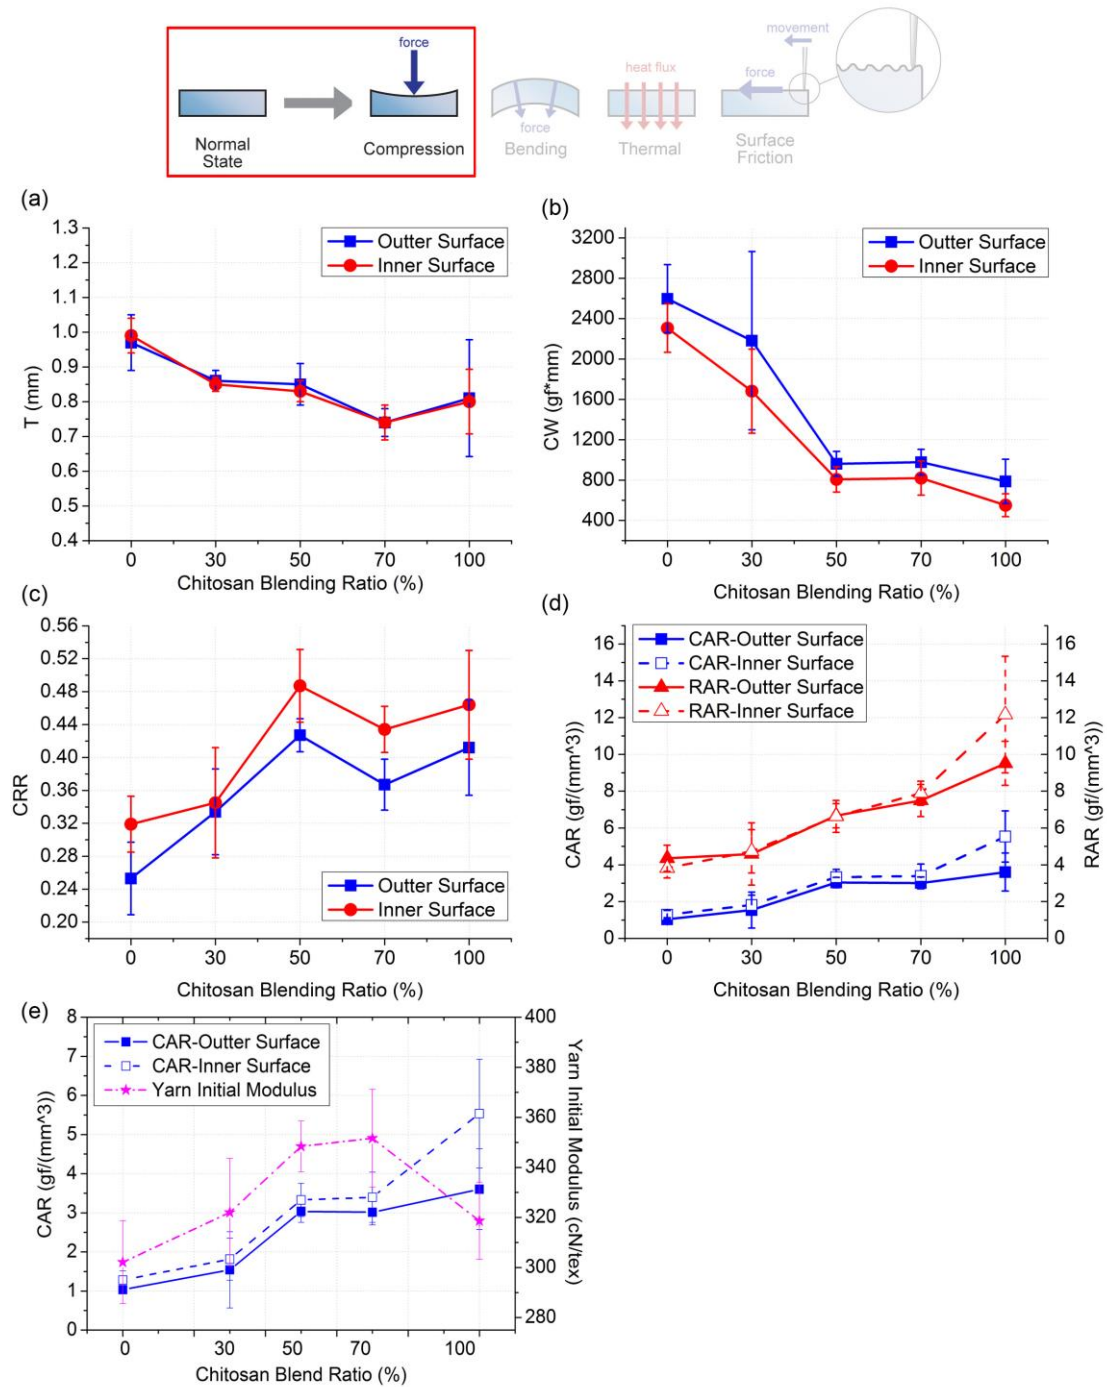 movement
force
heat flux
force
force
Normal
State
Compression
Bending
Thermal
Surface
Friction
(a)
1.3
1.2
1.1
1.0
0.9
0.8
0.7
0.6
0.5
0.4
T (mm)
Outter Surface
Inner Surface
0 30 50 70 100
Chitosan Blending Ratio (%)
(b)
3200
2800
2400
2000
1600
1200
800
400
CW (gf*mm)
Outter Surface
Inner Surface
0 30 50 70 100
Chitosan Blending Ratio (%)
(c)
0.56
0.52
0.48
0.44
0.40
0.36
0.32
0.28
0.24
0.20
CRR
Outter Surface
Inner Surface
0 30 50 70 100
Chitosan Blending Ratio (%)
(d)
16
14
12
10
8
6
4
2
0
CAR (gf/(mm^3))
CAR-Outter Surface
CAR-Inner Surface
RAR-Outter Surface
RAR-Inner Surface
16
14
12
10
8
6
4
2
0
RAR (gf/(mm^3))
0 30 50 70 100
Chitosan Blending Ratio (%)
(e)
8
7
6
5
4
3
2
1
0
CAR (gf/(mm^3))
CAR-Outter Surface
CAR-Inner Surface
Yarn Initial Modulus
400
380
360
340
320
300
280
Yarn Initial Modulus (cN/tex)
0 30 50 70 100
Chitosan Blend Ratio (%)